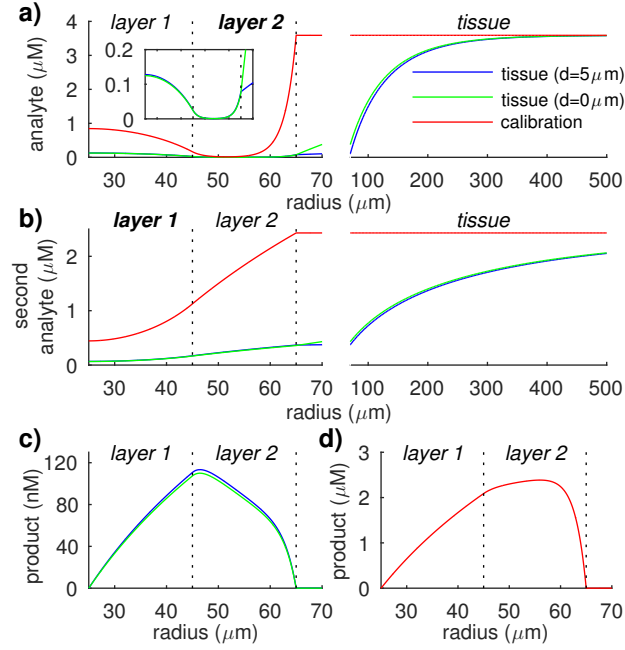 a) layer 1 layer 2 tissue
analyte (μM)
0 1 2 3 4
0 0.1 0.2
tissue (d=5μm)
tissue (d=0μm)
calibration
30 40 50 60 70 100 200 300 400 500
radius (μm) radius (μm)
b) layer 1 layer 2 tissue
second
analyte (μM)
0 1 2
30 40 50 60 70 100 200 300 400 500
radius (μm) radius (μm)
c) layer 1 layer 2
product (nM)
0 40 80 120
30 40 50 60 70
radius (μm)
d) layer 1 layer 2
product (μM)
0 1 2 3
30 40 50 60 70
radius (μm)